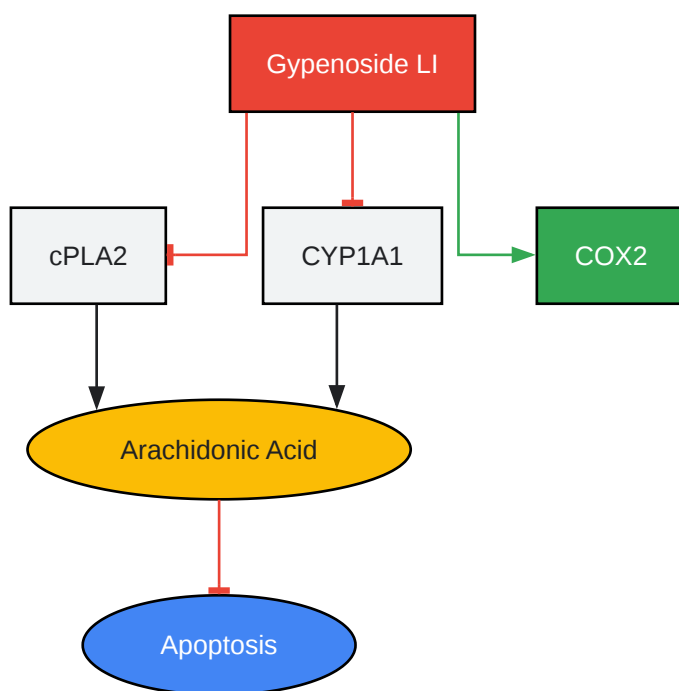 Gypenoside LI
cPLA2
CYP1A1
COX2
Arachidonic Acid
Apoptosis